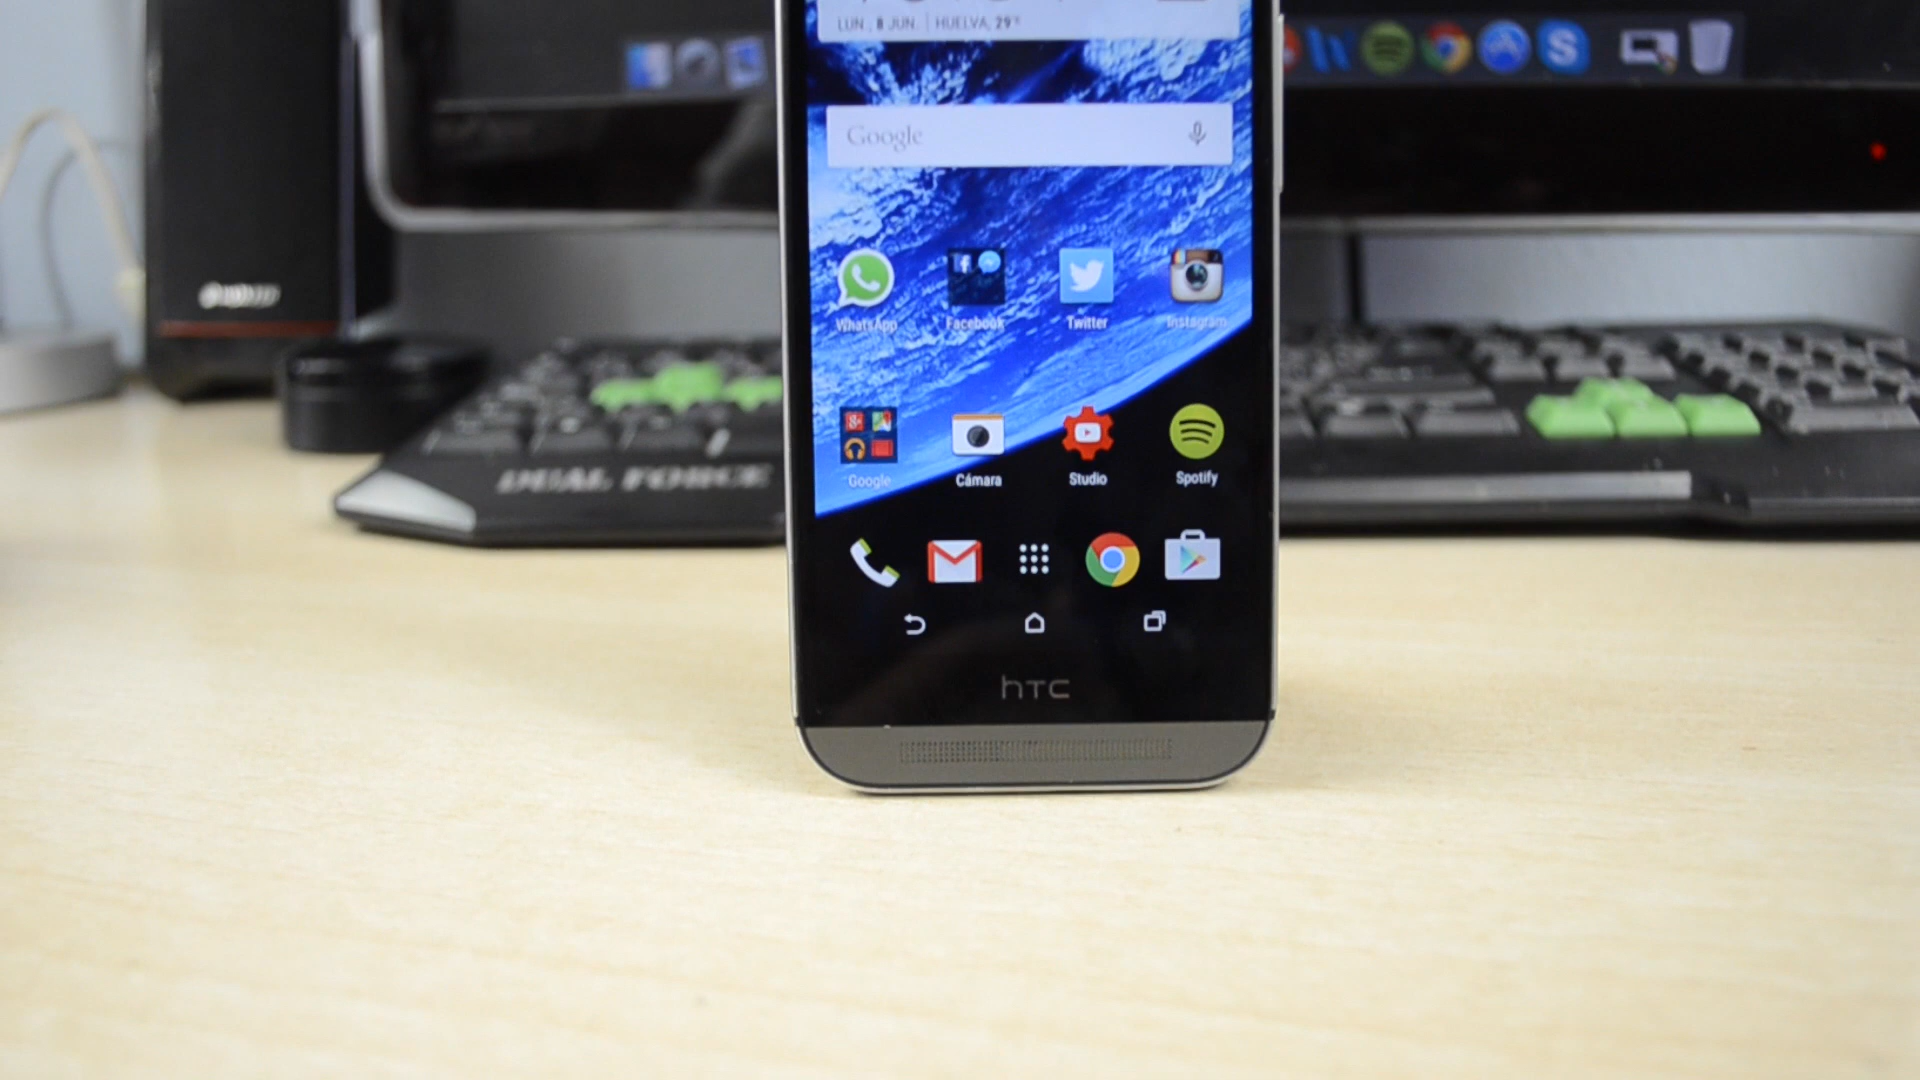 LUN., 8 JUN. | HUELVA, 29°
Google
WhatsApp Facebook Twitter Instagram
Google Cámara Studio Spotify
hTC
DUAL FORCE